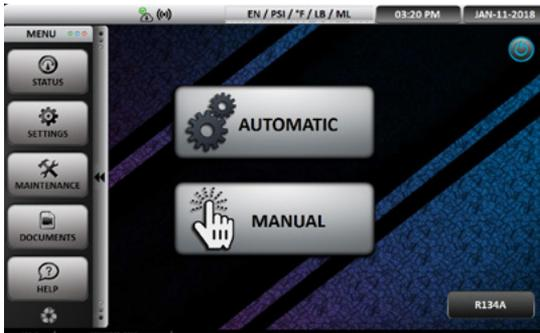 EN / PSI / °F / LB / ML
03:20 PM
JAN-11-2018
MENU
STATUS
SETTINGS
MAINTENANCE
DOCUMENTS
HELP
AUTOMATIC
MANUAL
R134A